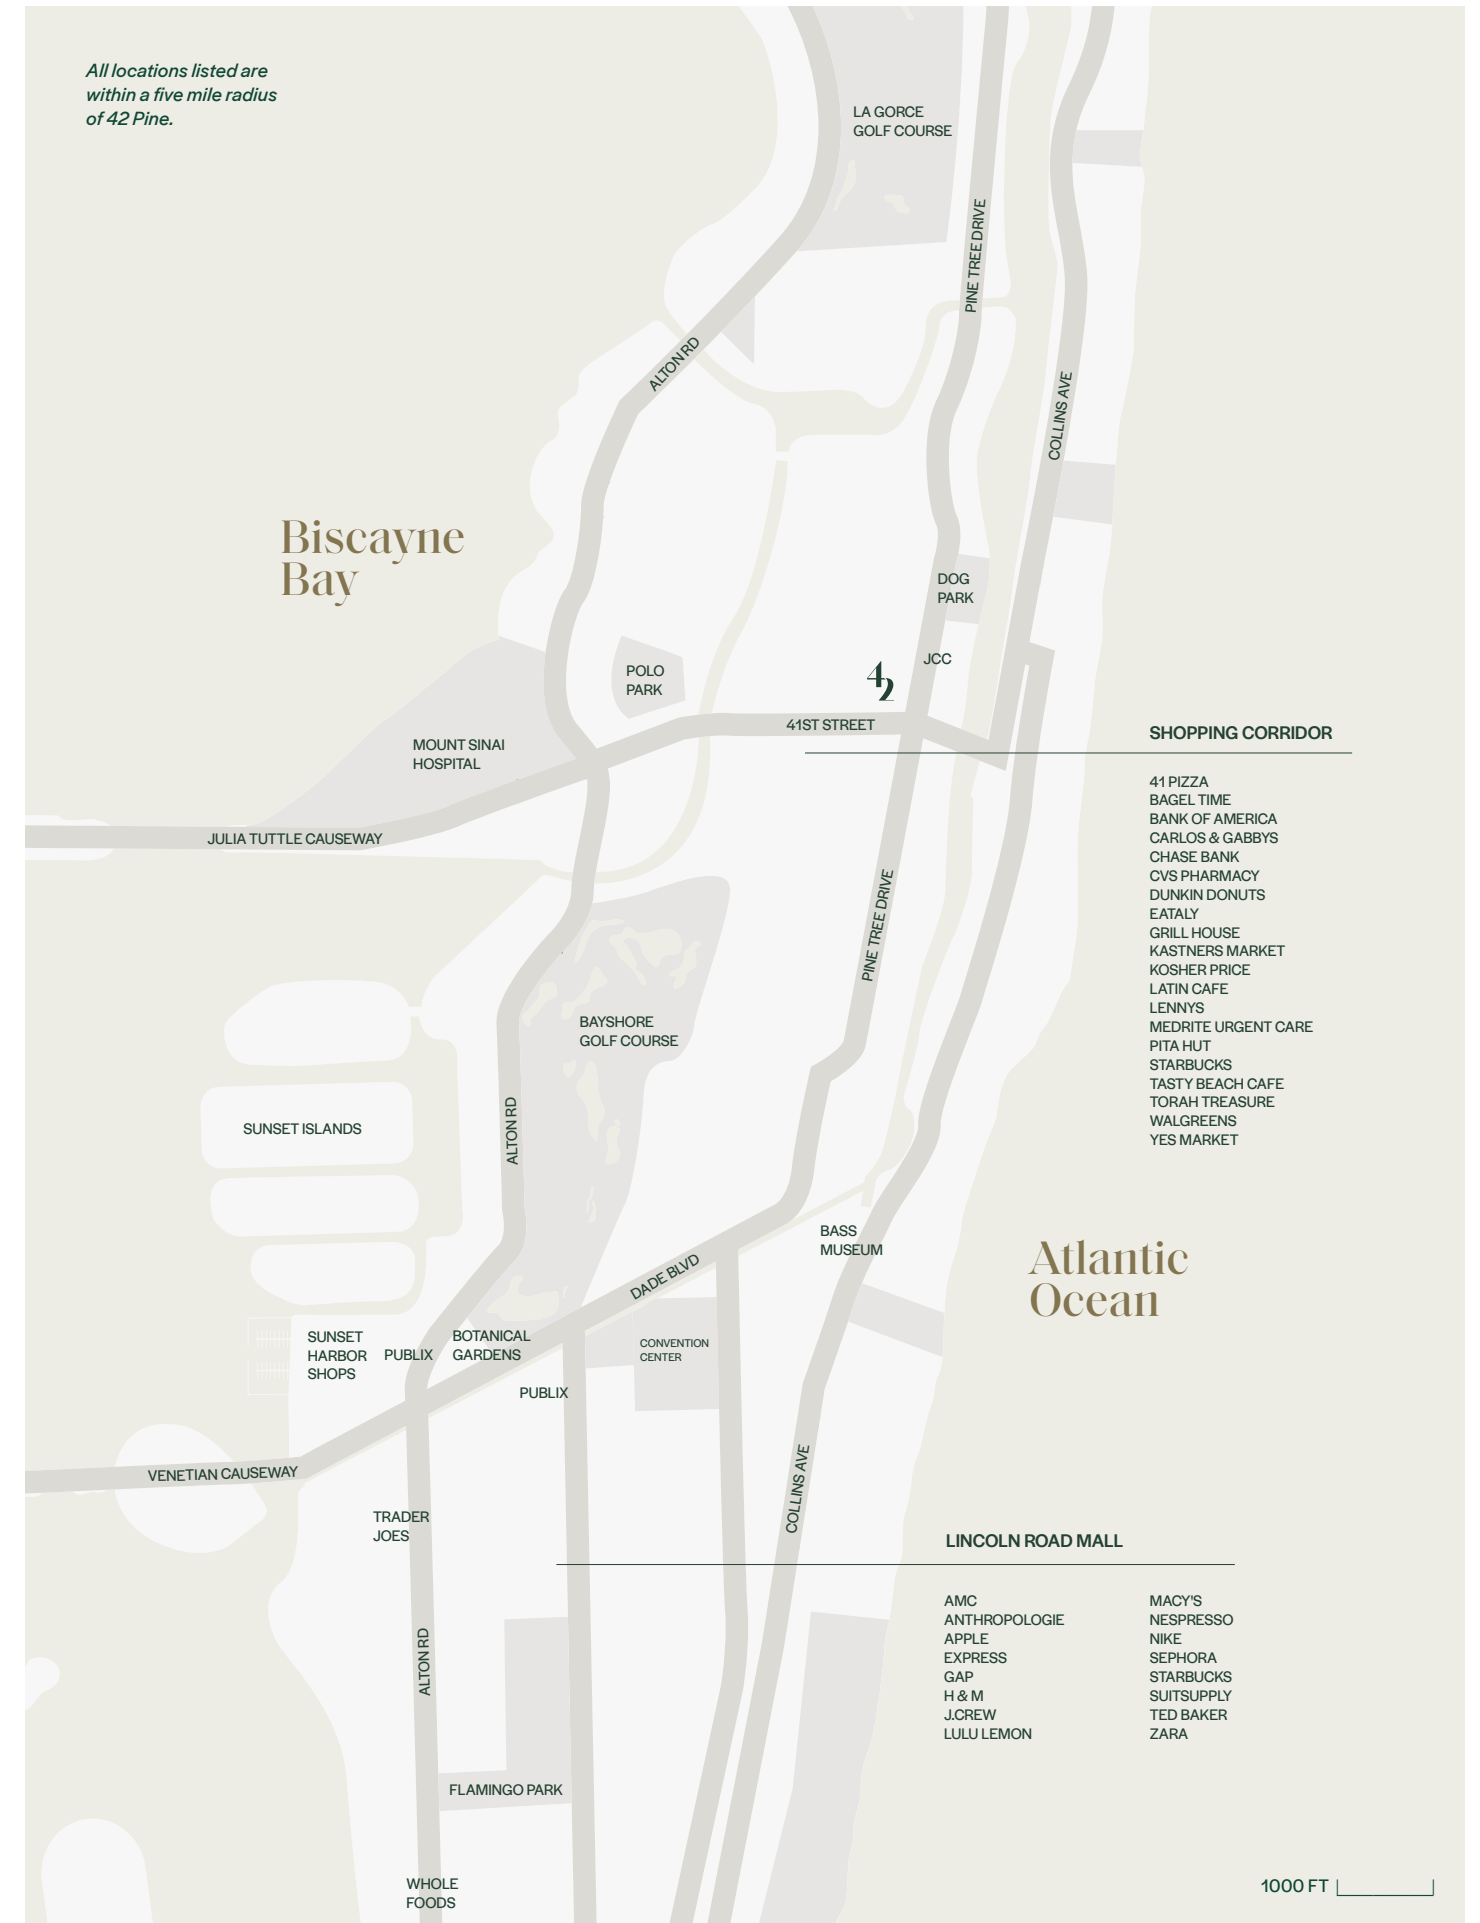 All locations listed are
within a five mile radius
of 42 Pine.
LA GORCE
GOLF COURSE
PINE TREE DRIVE
ALTON RD
COLLINS AVE
Biscayne
Bay
DOG
PARK
JCC
42
POLO
PARK
41ST STREET
MOUNT SINAI
HOSPITAL
JULIA TUTTLE CAUSEWAY
SHOPPING CORRIDOR
41 PIZZA
BAGEL TIME
BANK OF AMERICA
CARLOS & GABBYS
CHASE BANK
CVS PHARMACY
DUNKIN DONUTS
EATALY
GRILL HOUSE
KASTNERS MARKET
KOSHER PRICE
LATIN CAFE
LENNYS
MEDRITE URGENT CARE
PITA HUT
STARBUCKS
TASTY BEACH CAFE
TORAH TREASURE
WALGREENS
YES MARKET
PINE TREE DRIVE
BAYSHORE
GOLF COURSE
ALTON RD
SUNSET ISLANDS
BASS
MUSEUM
Atlantic
Ocean
DADE BLVD
SUNSET
HARBOR
SHOPS
PUBLIX
BOTANICAL
GARDENS
CONVENTION
CENTER
PUBLIX
VENETIAN CAUSEWAY
COLLINS AVE
TRADER
JOES
LINCOLN ROAD MALL
AMC
ANTHROPOLOGIE
APPLE
EXPRESS
GAP
H & M
J.CREW
LULU LEMON
MACY'S
NESPRESSO
NIKE
SEPHORA
STARBUCKS
SUITSUPPLY
TED BAKER
ZARA
ALTON RD
FLAMINGO PARK
WHOLE
FOODS
1000 FT